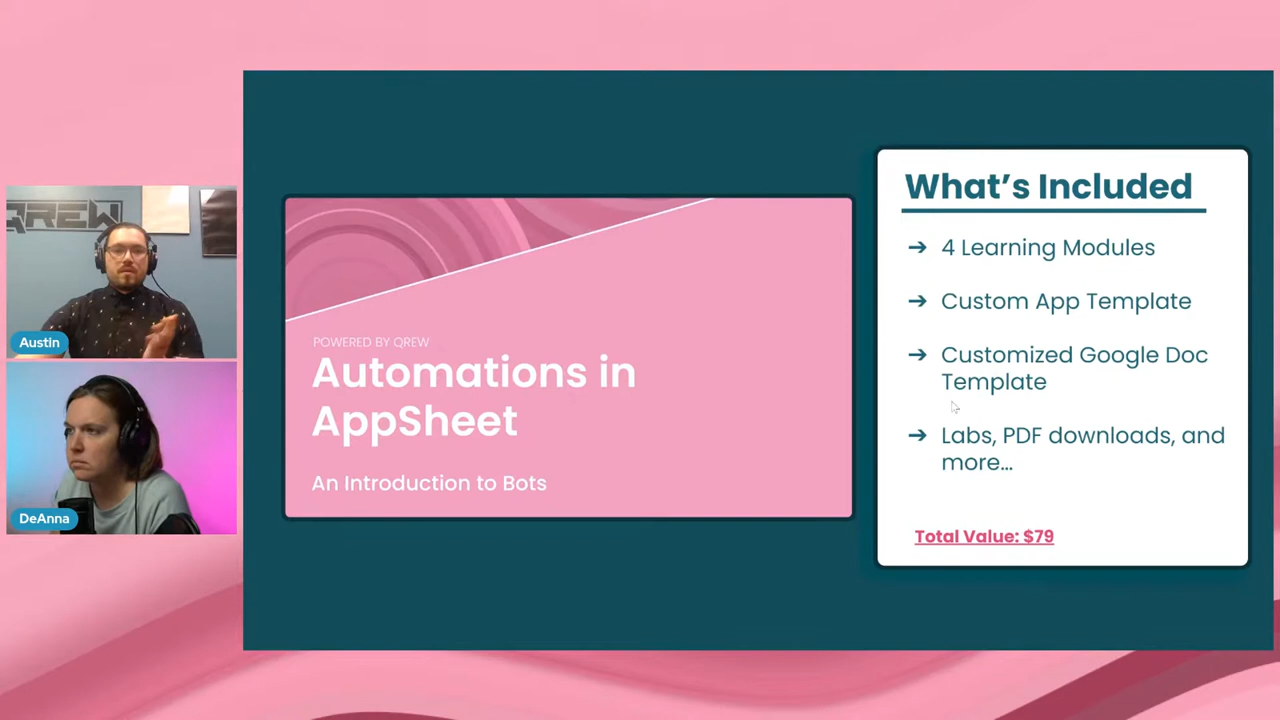 QREW
Austin
DeAnna
POWERED BY QREW
Automations in
AppSheet
An Introduction to Bots
What’s Included
➔ 4 Learning Modules
➔ Custom App Template
➔ Customized Google Doc
Template
➔ Labs, PDF downloads, and
more...
Total Value: $79